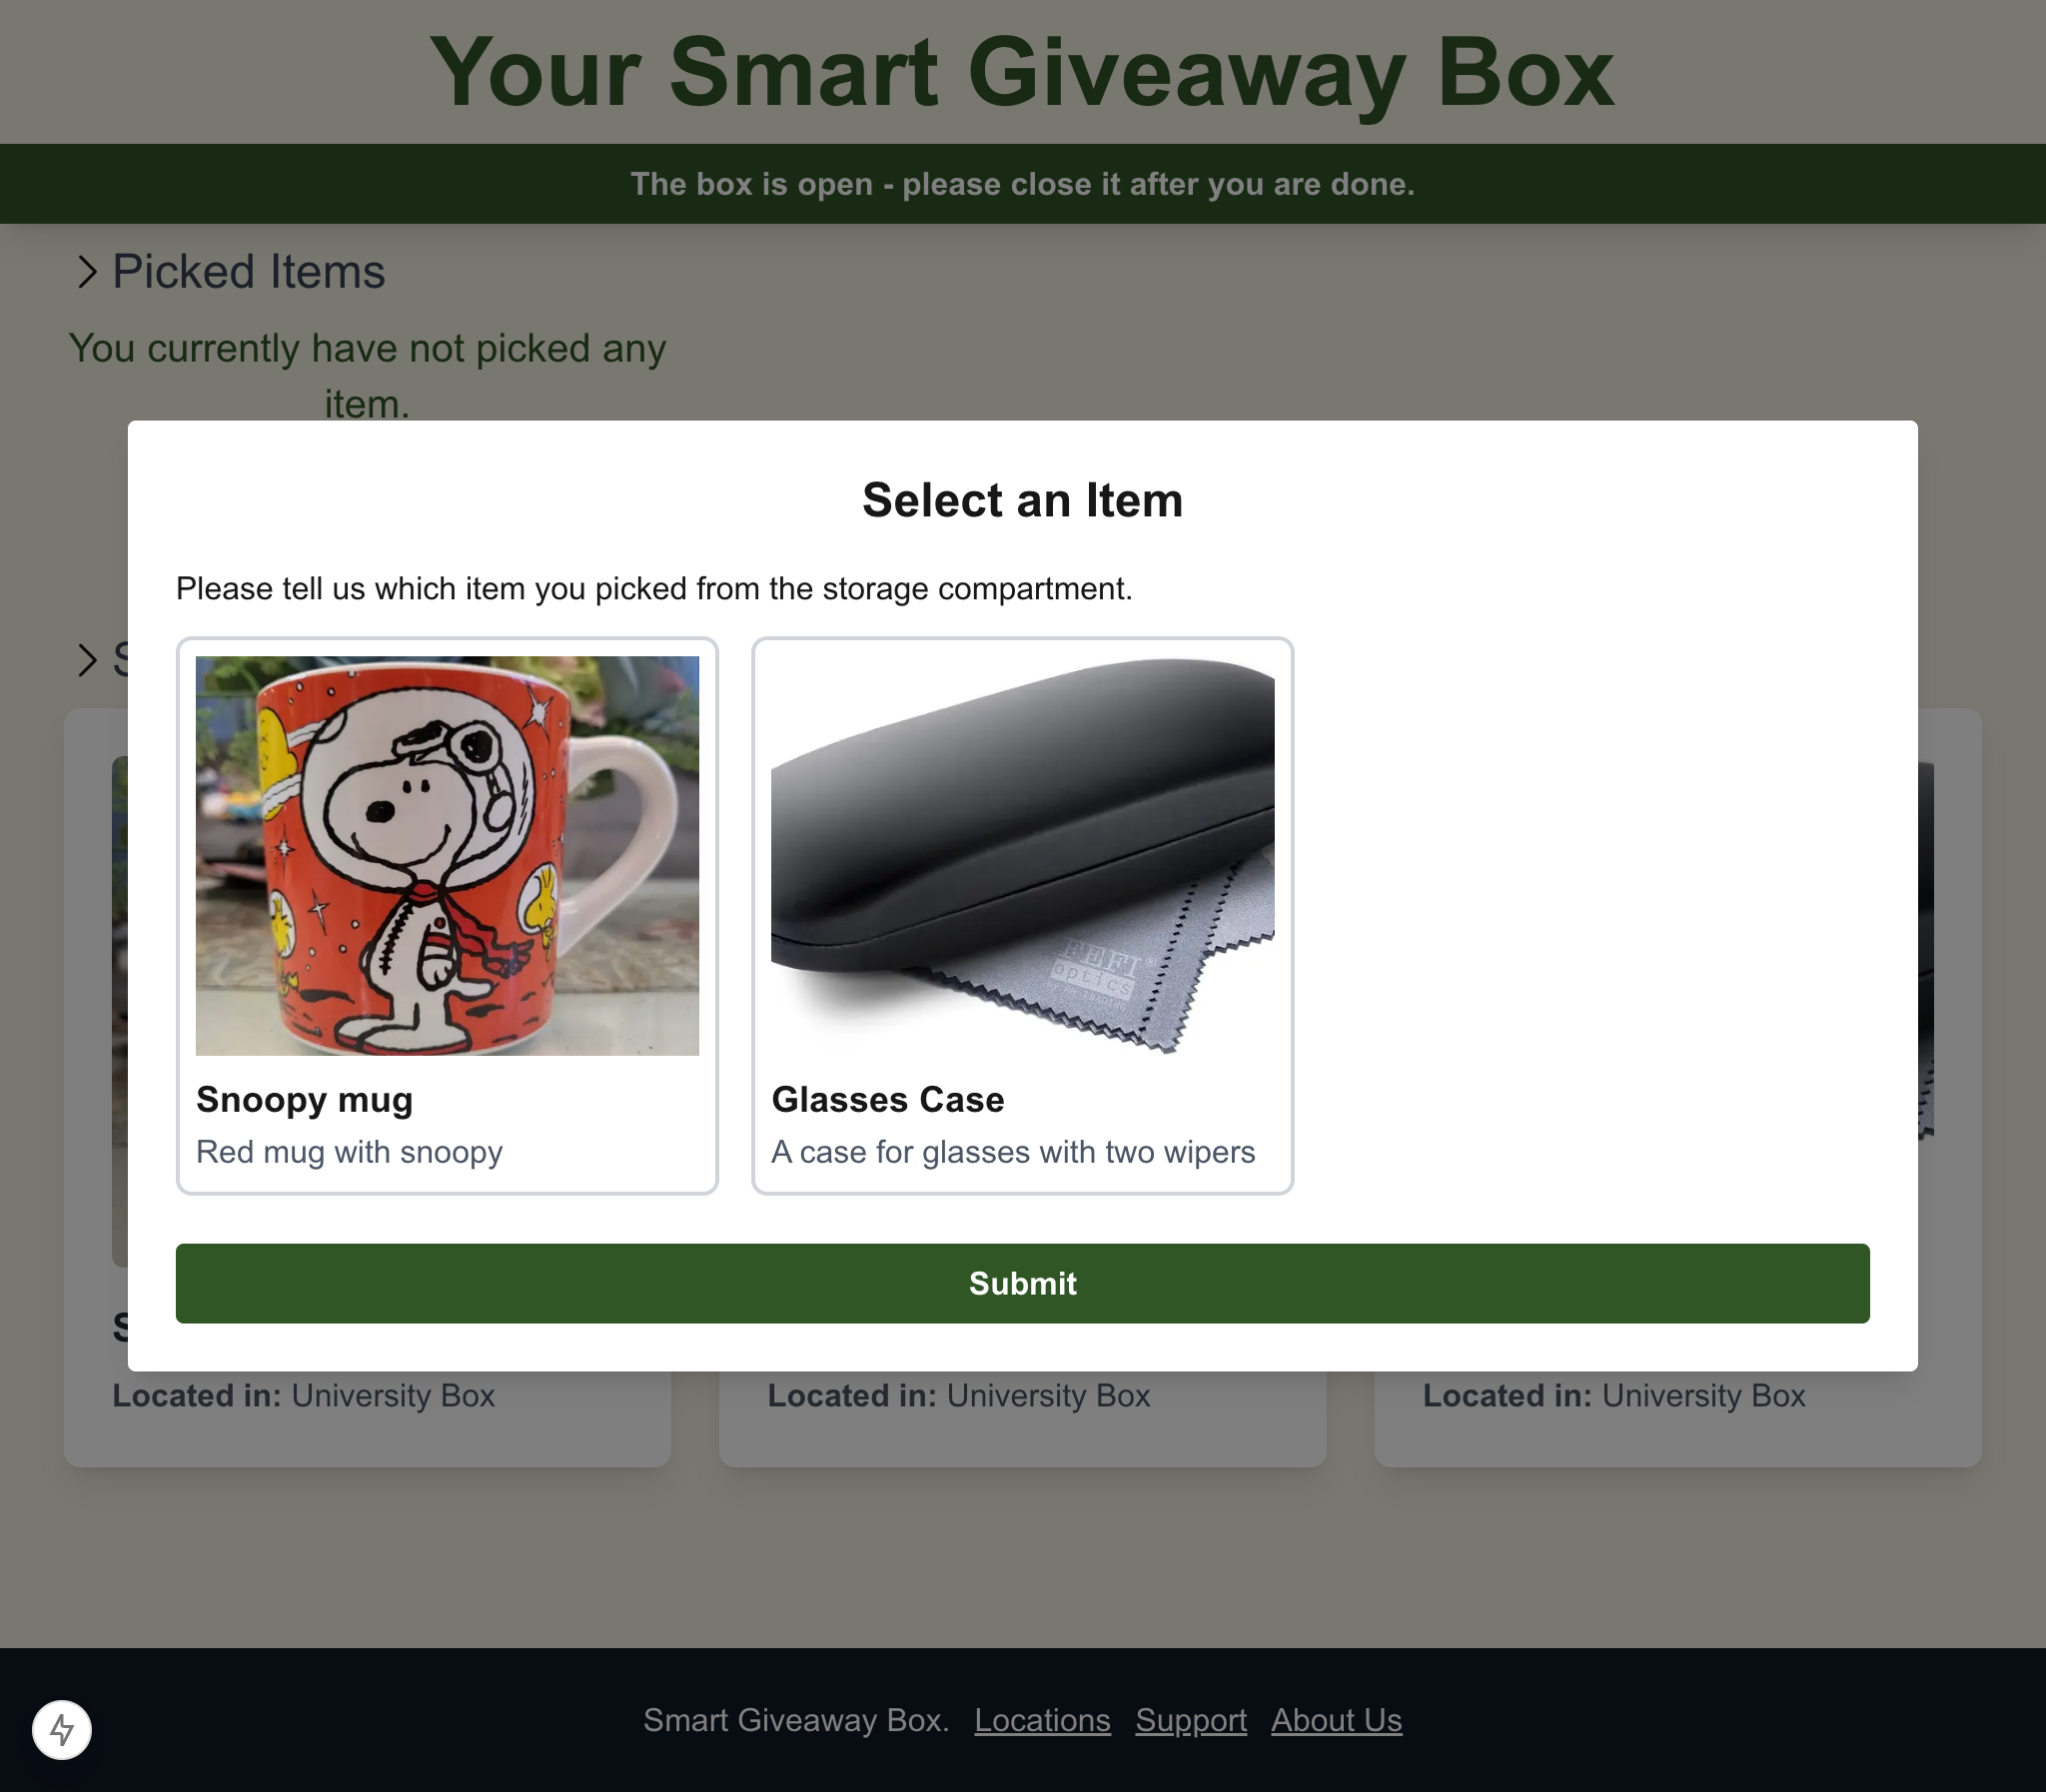 Your Smart Giveaway Box
The box is open - please close it after you are done.
Picked Items
You currently have not picked any
item.
Select an Item
Please tell us which item you picked from the storage compartment.
optics
Snoopy mug
Glasses Case
Red mug with snoopy
A case for glasses with two wipers
Submit
Located in: University Box
Located in: University Box
Located in: University Box
Smart Giveaway Box. Locations Support About Us